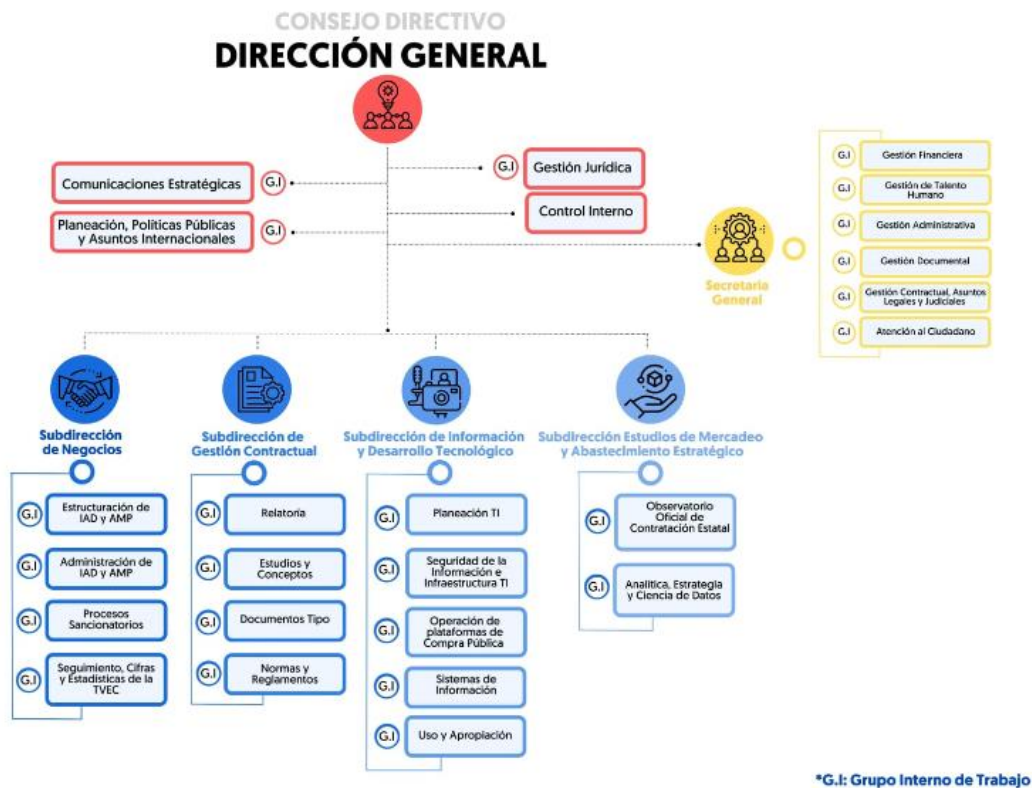 CONSEJO DIRECTIVO
DIRECCIÓN GENERAL
Comunicaciones Estratégicas
G.I
G.I
Gestión Jurídica
Planeación, Políticas Públicas
y Asuntos Internacionales
G.I
Control Interno
Secretaria
General
G.I
Gestión Financiera
G.I
Gestión de Talento
Humano
G.I
Gestión Administrativa
G.I
Gestión Documental
G.I
Gestión Contractual, Asuntos
Legales y Judiciales
G.I
Atención al Ciudadano
Subdirección
de Negocios
G.I
Estructuración de
IAD y AMP
G.I
Administración de
IAD y AMP
G.I
Procesos
Sancionatorios
G.I
Seguimiento, Cifras
y Estadísticas de la
TVEC
Subdirección de
Gestión Contractual
G.I
Relatoría
G.I
Estudios y
Conceptos
G.I
Documentos Tipo
G.I
Normas y
Reglamentos
Subdirección de Información
y Desarrollo Tecnológico
G.I
Planeación TI
G.I
Seguridad de la
Información e
Infraestructura TI
G.I
Operación de
plataformas de
Compra Pública
G.I
Sistemas de
Información
G.I
Uso y Apropiación
Subdirección Estudios de Mercadeo
y Abastecimiento Estratégico
G.I
Observatorio
Oficial de
Contratación Estatal
G.I
Analítica, Estrategia
y Ciencia de Datos
*G.I: Grupo Interno de Trabajo